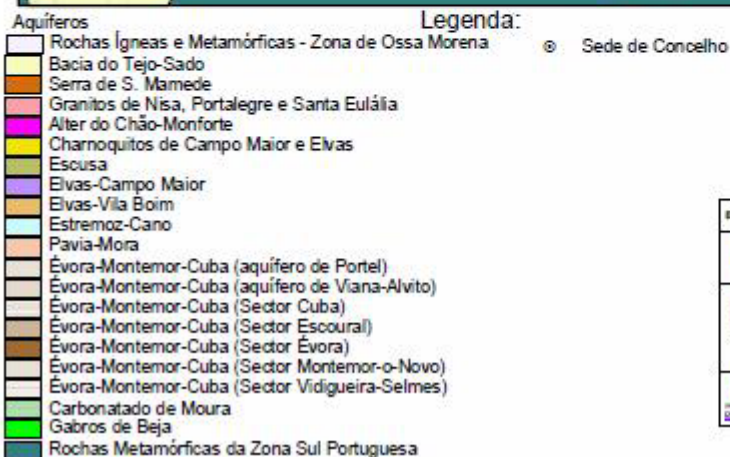 Legenda:
Aquíferos
Rochas Ígneas e Metamórficas - Zona de Ossa Morena
Sede de Concelho
Bacia do Tejo-Sado
Serra de S. Mamede
Granitos de Nisa, Portalegre e Santa Eulália
Alter do Chão-Monforte
Charnoquitos de Campo Maior e Elvas
Escusa
Elvas-Campo Maior
Elvas-Vila Boim
Estremoz-Cano
Pavia-Mora
Évora-Montemor-Cuba (aquífero de Portel)
Évora-Montemor-Cuba (aquífero de Viana-Alvito)
Évora-Montemor-Cuba (Sector Cuba)
Évora-Montemor-Cuba (Sector Escoural)
Évora-Montemor-Cuba (Sector Évora)
Évora-Montemor-Cuba (Sector Montemor-o-Novo)
Évora-Montemor-Cuba (Sector Vidigueira-Selmes)
Carbonatado de Moura
Gabros de Beja
Rochas Metamórficas da Zona Sul Portuguesa